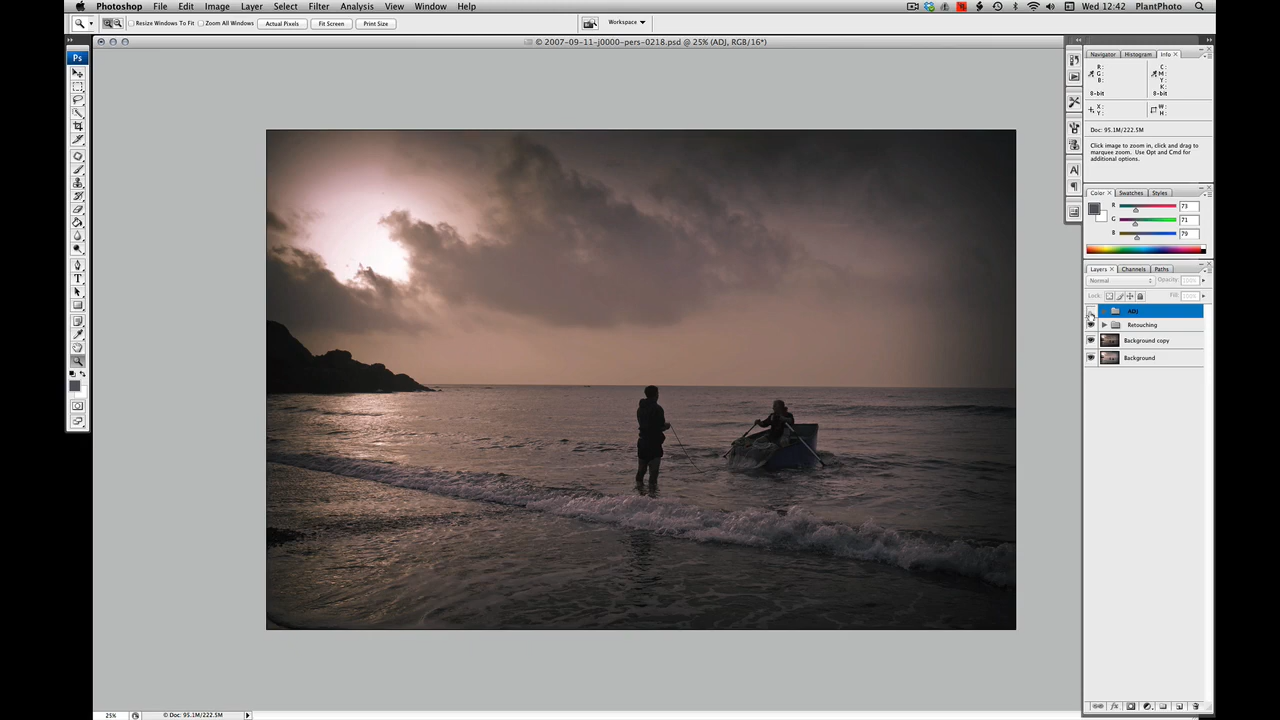 Photoshop File Edit Image Layer Select Filter Analysis View Window Help Wed 12:42 PlantPhoto
Resize Windows To Fit Zoom All Windows Actual Pixels Fit Screen Print Size Workspace
© 2007-09-11-j0000-pers-0218.psd @ 25% (ADJ, RGB/16*)
Ps
Navigator Histogram Info
R: C:
G: M:
B: Y:
K:
8-bit 8-bit
X: W:
Y: H:
Doc: 95.1M/222.5M
Click image to zoom in, click and drag to
marquee zoom. Use Opt and Cmd for
additional options.
Color Swatches Styles
R 73
G 71
B 79
Layers Channels Paths
Normal Opacity: 100%
Lock: Fill: 100%
ADJ
Retouching
Background copy
Background
25% Doc: 95.1M/222.5M